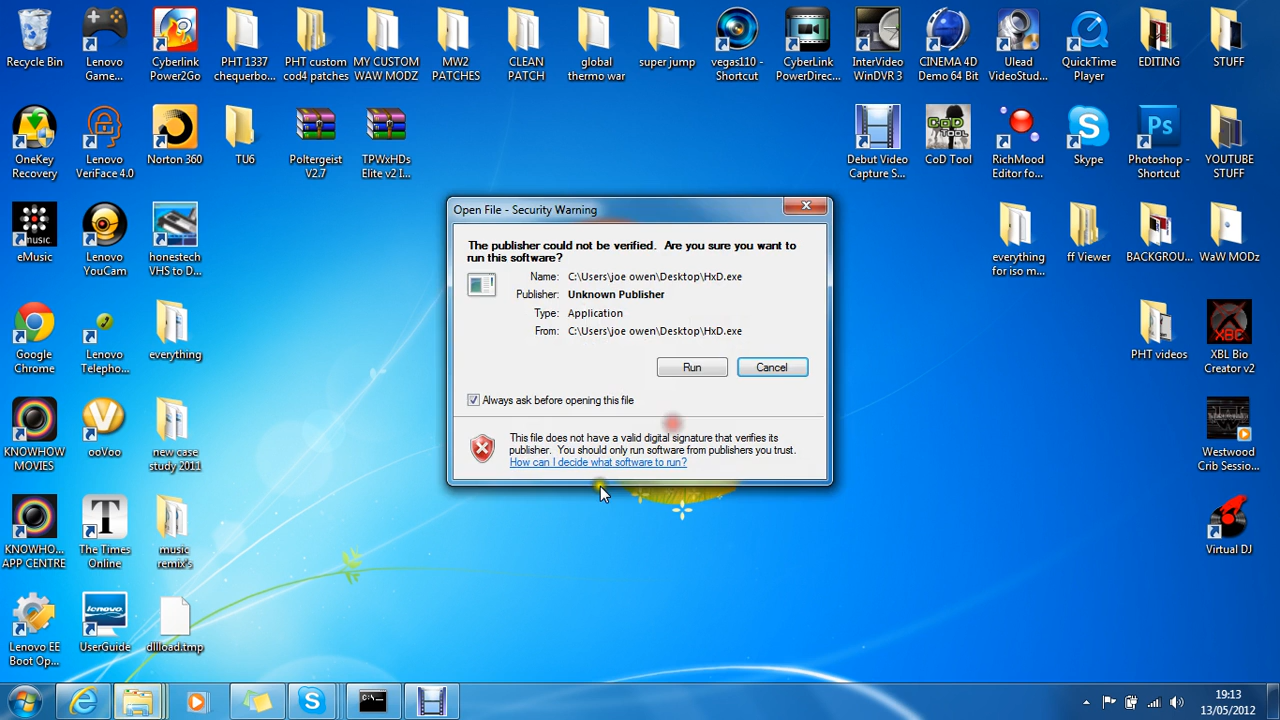 Recycle Bin
Lenovo
Game...
Cyberlink
Power2Go
PHT 1337
chequerbo...
PHT custom
cod4 patches
MY CUSTOM
WAW MODZ
MW2
PATCHES
CLEAN
PATCH
global
thermo war
super jump
vegas110 -
Shortcut
CyberLink
PowerDirec...
InterVideo
WinDVR 3
CINEMA 4D
Demo 64 Bit
Ulead
VideoStud...
QuickTime
Player
EDITING
STUFF
OneKey
Recovery
Lenovo
VeriFace 4.0
Norton 360
TU6
Poltergeist
V2.7
TPWxHDs
Elite v2 I...
Debut Video
Capture S...
CoD Tool
RichMood
Editor fo...
Skype
Photoshop -
Shortcut
YOUTUBE
STUFF
eMusic
Lenovo
YouCam
honestech
VHS to D...
everything
for iso m...
ff Viewer
BACKGROU...
WaW MODz
Google
Chrome
Lenovo
Telepho...
everything
PHT videos
XBL Bio
Creator v2
KNOWHOW
MOVIES
ooVoo
new case
study 2011
Westwood
Crib Sessio...
KNOWHO...
APP CENTRE
The Times
Online
music
remix's
Virtual DJ
Lenovo EE
Boot Op...
UserGuide
dllload.tmp
Open File - Security Warning
The publisher could not be verified. Are you sure you want to
run this software?
Name: C:\Users\joe owen\Desktop\HxD.exe
Publisher: Unknown Publisher
Type: Application
From: C:\Users\joe owen\Desktop\HxD.exe
Run
Cancel
Always ask before opening this file
This file does not have a valid digital signature that verifies its
publisher. You should only run software from publishers you trust.
How can I decide what software to run?
19:13
13/05/2012